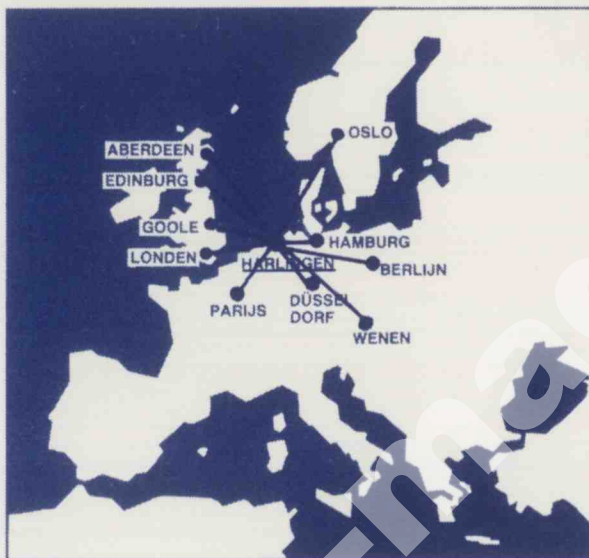 OSLO
ABERDEEN
EDINBURG
GOOLE
HAMBURG
LONDEN
HARLINGEN
BERLIJN
PARIJS
DÜSSEL
DORF
WENEN